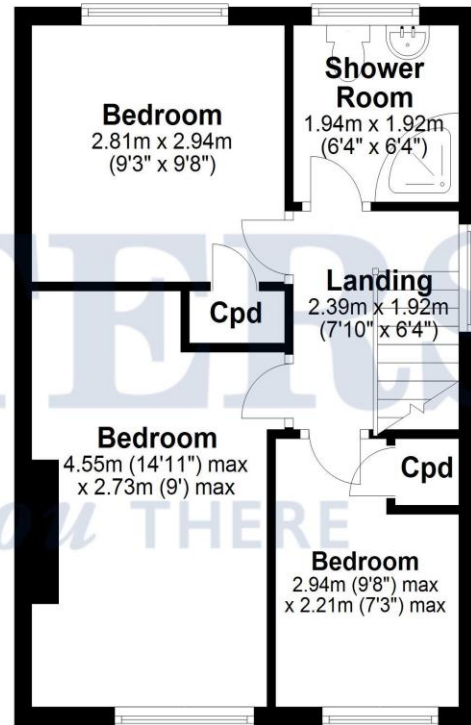 Bedroom
2.81m x 2.94m
(9'3" x 9'8")
Shower
Room
1.94m x 1.92m
(6'4" x 6'4")
Landing
2.39m x 1.92m
(7'10" x 6'4")
Cpd
Bedroom
4.55m (14'11") max
x 2.73m (9') max
Cpd
Bedroom
2.94m (9'8") max
x 2.21m (7'3") max
TERS
you THERE